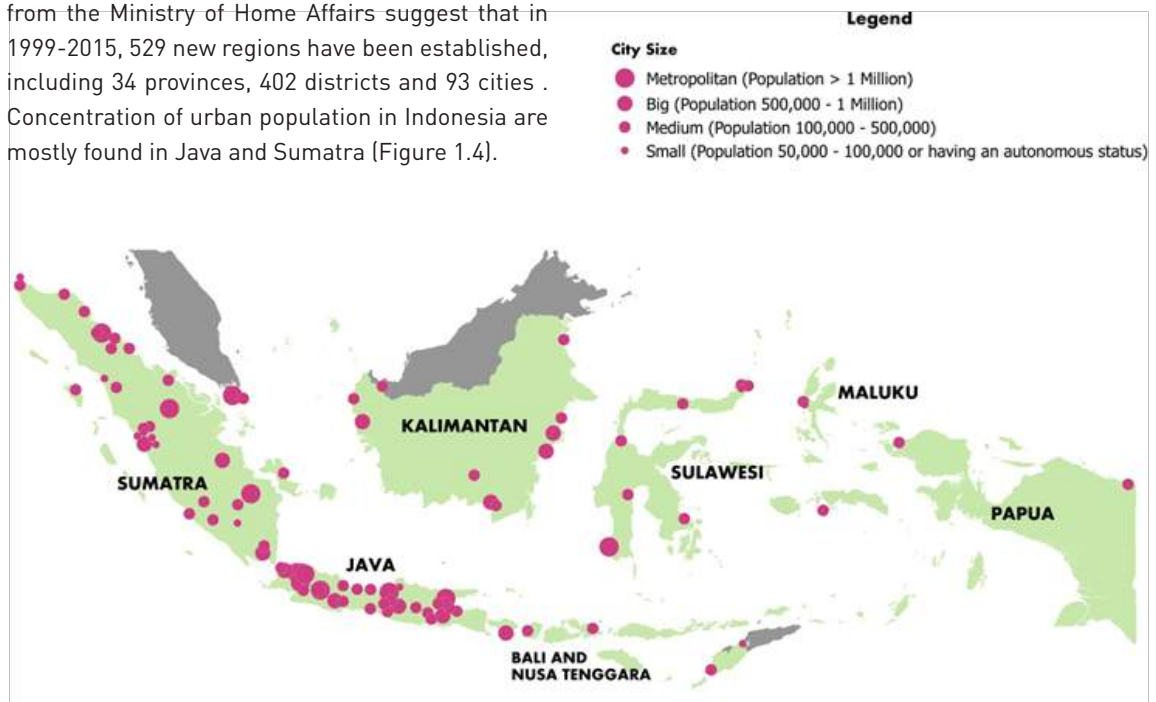 from the Ministry of Home Affairs suggest that in
1999-2015, 529 new regions have been established,
including 34 provinces, 402 districts and 93 cities .
Concentration of urban population in Indonesia are
mostly found in Java and Sumatra (Figure 1.4).
Legend
City Size
Metropolitan (Population > 1 Million)
Big (Population 500,000 - 1 Million)
Medium (Population 100,000 - 500,000)
Small (Population 50,000 - 100,000 or having an autonomous status)
MALUKU
KALIMANTAN
SULAWESI
SUMATRA
PAPUA
JAVA
BALI AND
NUSA TENGGARA